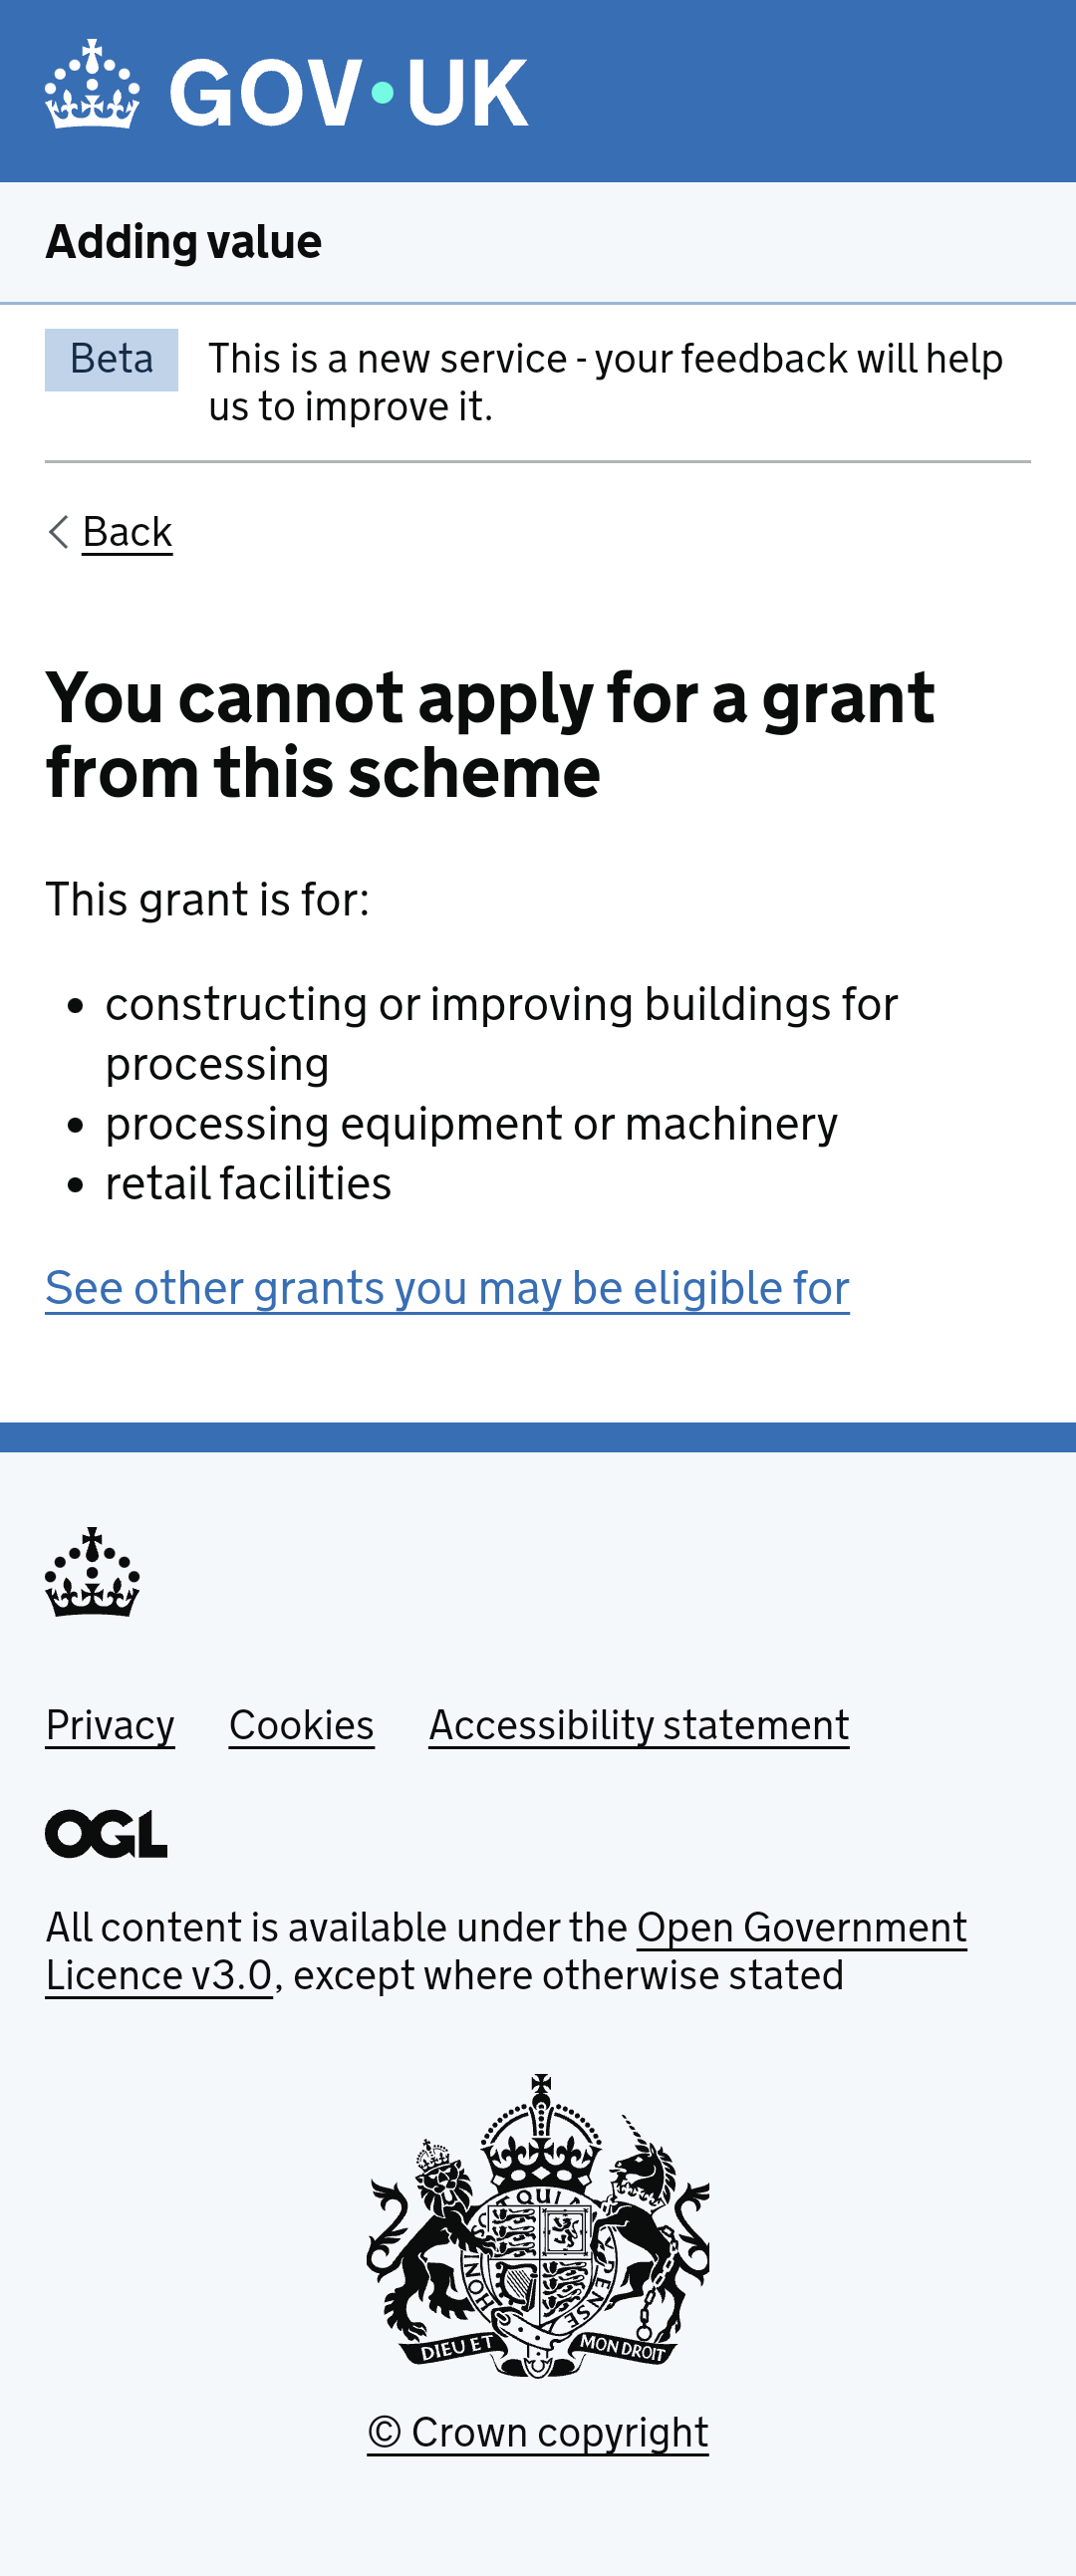 GOV·UK
Adding value
Beta
This is a new service - your feedback will help
us to improve it.
Back
You cannot apply for a grant
from this scheme
This grant is for:
• constructing or improving buildings for
processing
• processing equipment or machinery
• retail facilities
See other grants you may be eligible for
Privacy Cookies Accessibility statement
OGL
All content is available under the Open Government
Licence v3.0, except where otherwise stated
QUI
HONI
PENSE
DIEU ET MON DROIT
© Crown copyright